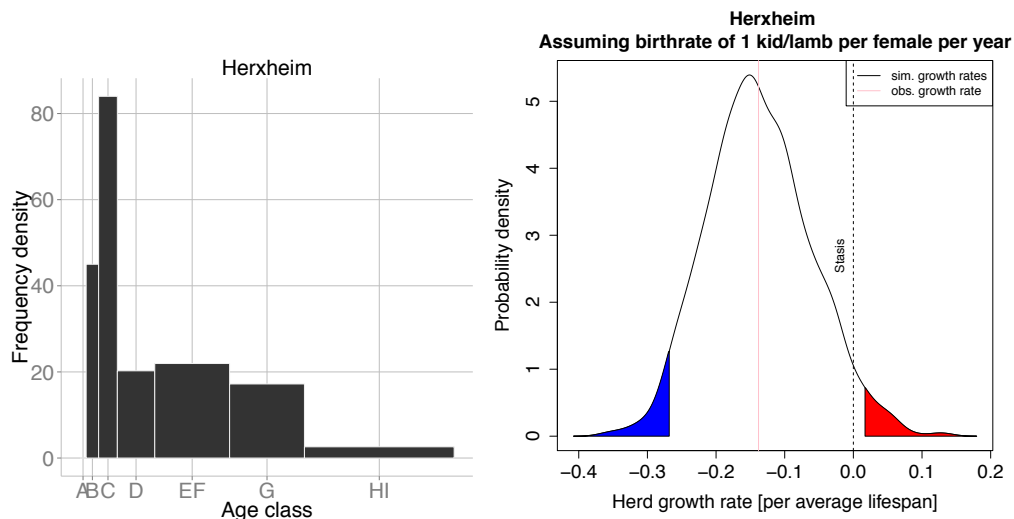 Herxheim
Frequency density
80
60
40
20
0
A B C D EF G HI
Age class
Herxheim
Assuming birthrate of 1 kid/lamb per female per year
sim. growth rates
obs. growth rate
Stasis
Probability density
5
4
3
2
1
0
−0.4 −0.3 −0.2 −0.1 0.0 0.1 0.2
Herd growth rate [per average lifespan]